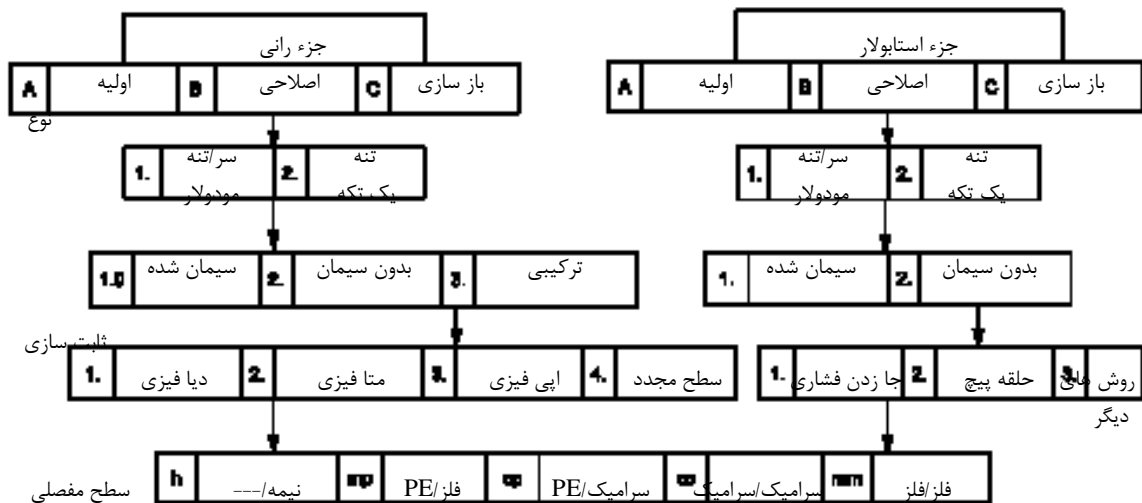 جزء رانی
A اولیه B اصلاحی C باز سازی
نوع
1. سر/تنه مودولار 2. تنه یک تکه
سیمان شده 2. بدون سیمان 3. ترکیبی
ثابت سازی
1. دیا فیزی 2. متا فیزی 3. اپی فیزی 4. سطح مجدد
جزء استابولار
A اولیه B اصلاحی C باز سازی
1. سر/تنه مودولار 2. تنه یک تکه
1. سیمان شده 2. بدون سیمان
1. جا زدن فشاری 2. حلقه پیچ 3. روش های دیگر
سطح مفصلی
h نیمه/--- mp فلز/PE cp سرامیک/PE cc سرامیک/سرامیک mm فلز/فلز